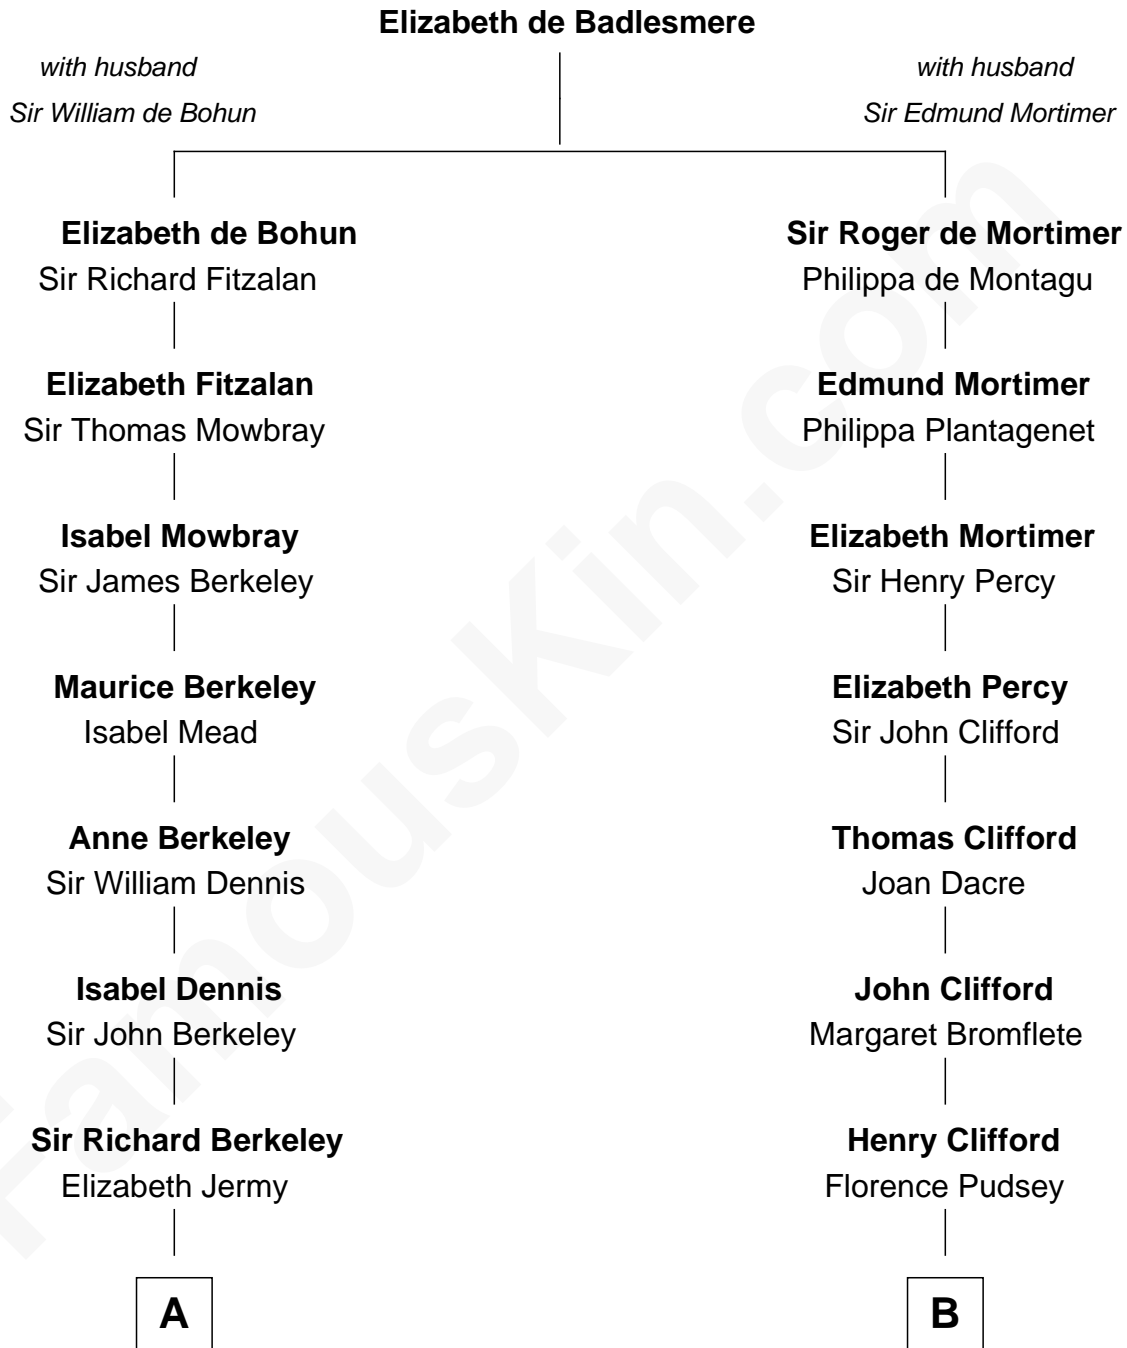 Elizabeth de Badlesmere
with husband
Sir William de Bohun
with husband
Sir Edmund Mortimer
Elizabeth de Bohun
Sir Richard Fitzalan
Sir Roger de Mortimer
Philippa de Montagu
Elizabeth Fitzalan
Sir Thomas Mowbray
Edmund Mortimer
Philippa Plantagenet
Isabel Mowbray
Sir James Berkeley
Elizabeth Mortimer
Sir Henry Percy
Maurice Berkeley
Isabel Mead
Elizabeth Percy
Sir John Clifford
Anne Berkeley
Sir William Dennis
Thomas Clifford
Joan Dacre
Isabel Dennis
Sir John Berkeley
John Clifford
Margaret Bromflete
Sir Richard Berkeley
Elizabeth Jermy
Henry Clifford
Florence Pudsey
A
B
FamousKin.com